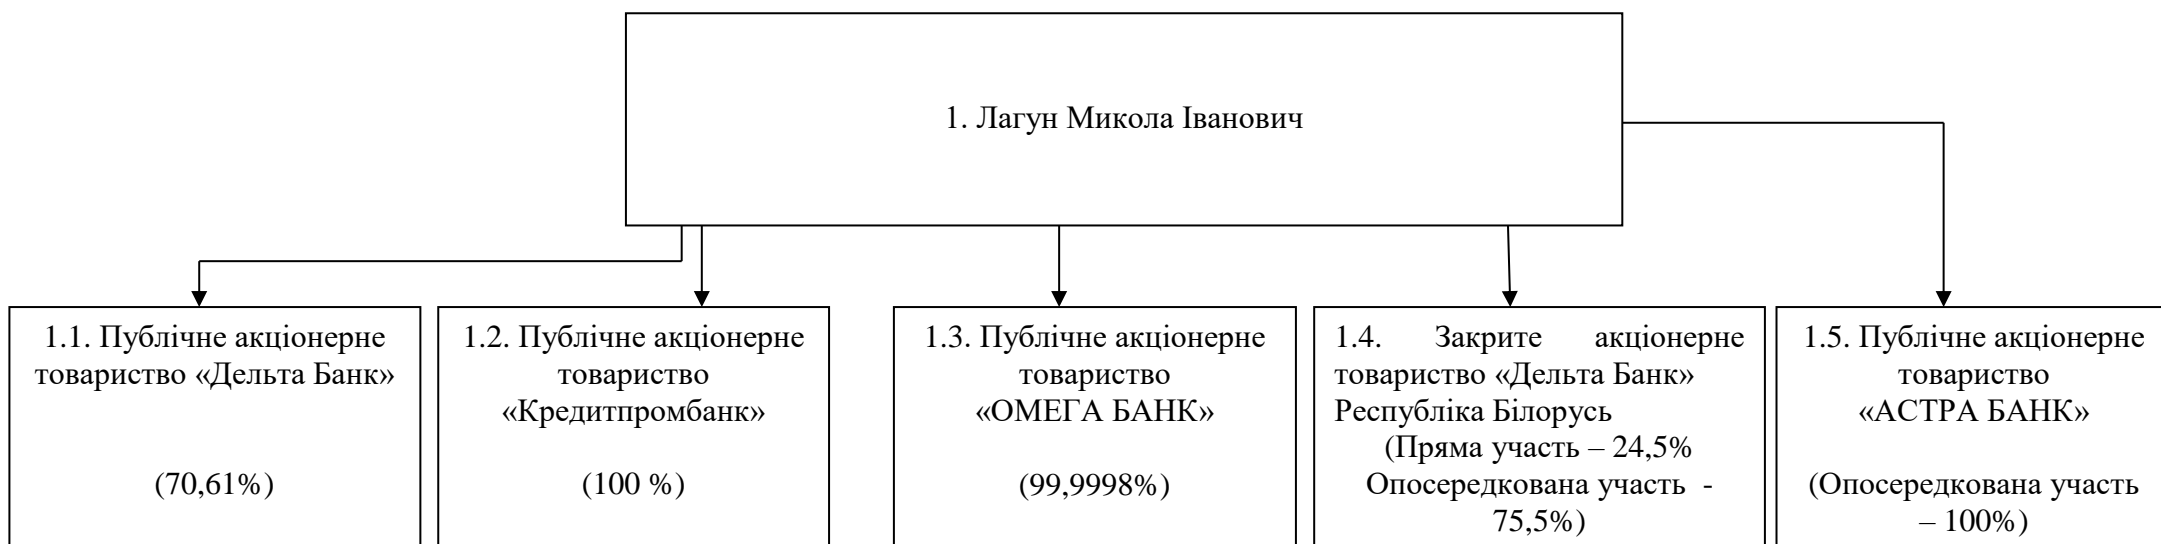 1. Лагун Микола Іванович
1.1. Публічне акціонерне
товариство «Дельта Банк»
(70,61%)
1.2. Публічне акціонерне
товариство
«Кредитпромбанк»
(100 %)
1.3. Публічне акціонерне
товариство
«ОМЕГА БАНК»
(99,9998%)
1.4. Закрите акціонерне
товариство «Дельта Банк»
Республіка Білорусь
(Пряма участь – 24,5%
Опосередкована участь -
75,5%)
1.5. Публічне акціонерне
товариство
«АСТРА БАНК»
(Опосередкована участь
– 100%)